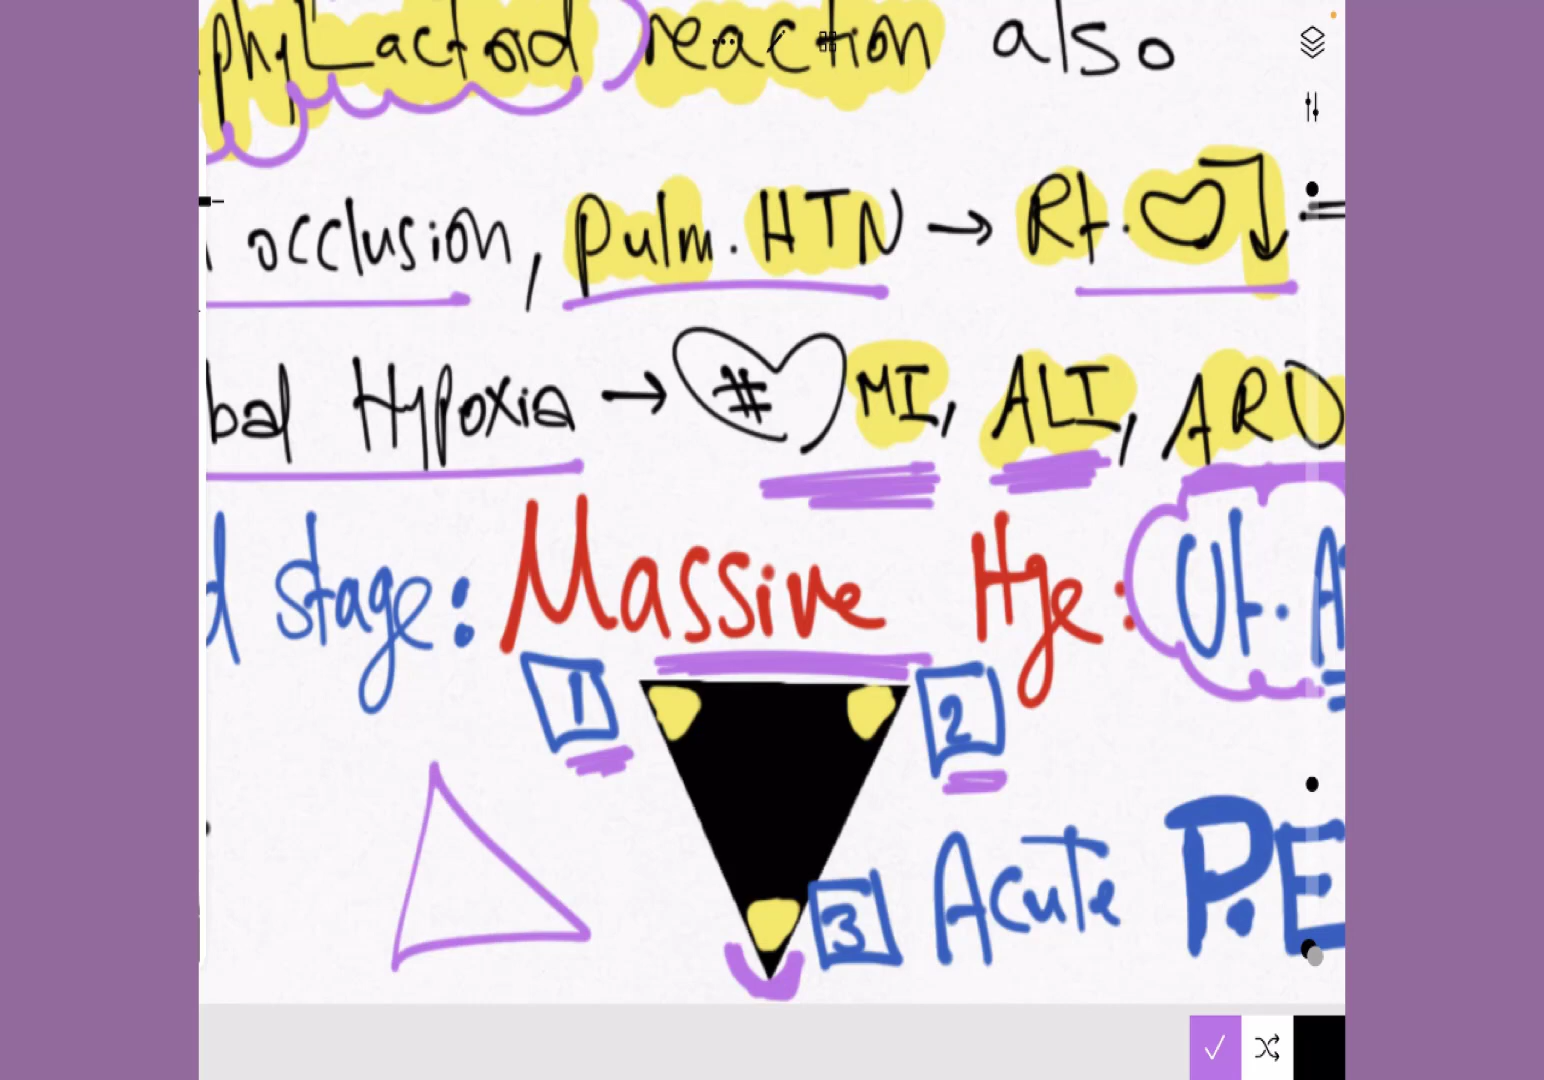 phyLactoid) reaction also
occlusion, pulm. HTN → Rt. ♡↓ =
bal Hypoxia → # MI, ALI, ARD
d stage: Massive Hge: Ut. A
1 2
3 Acute P.E